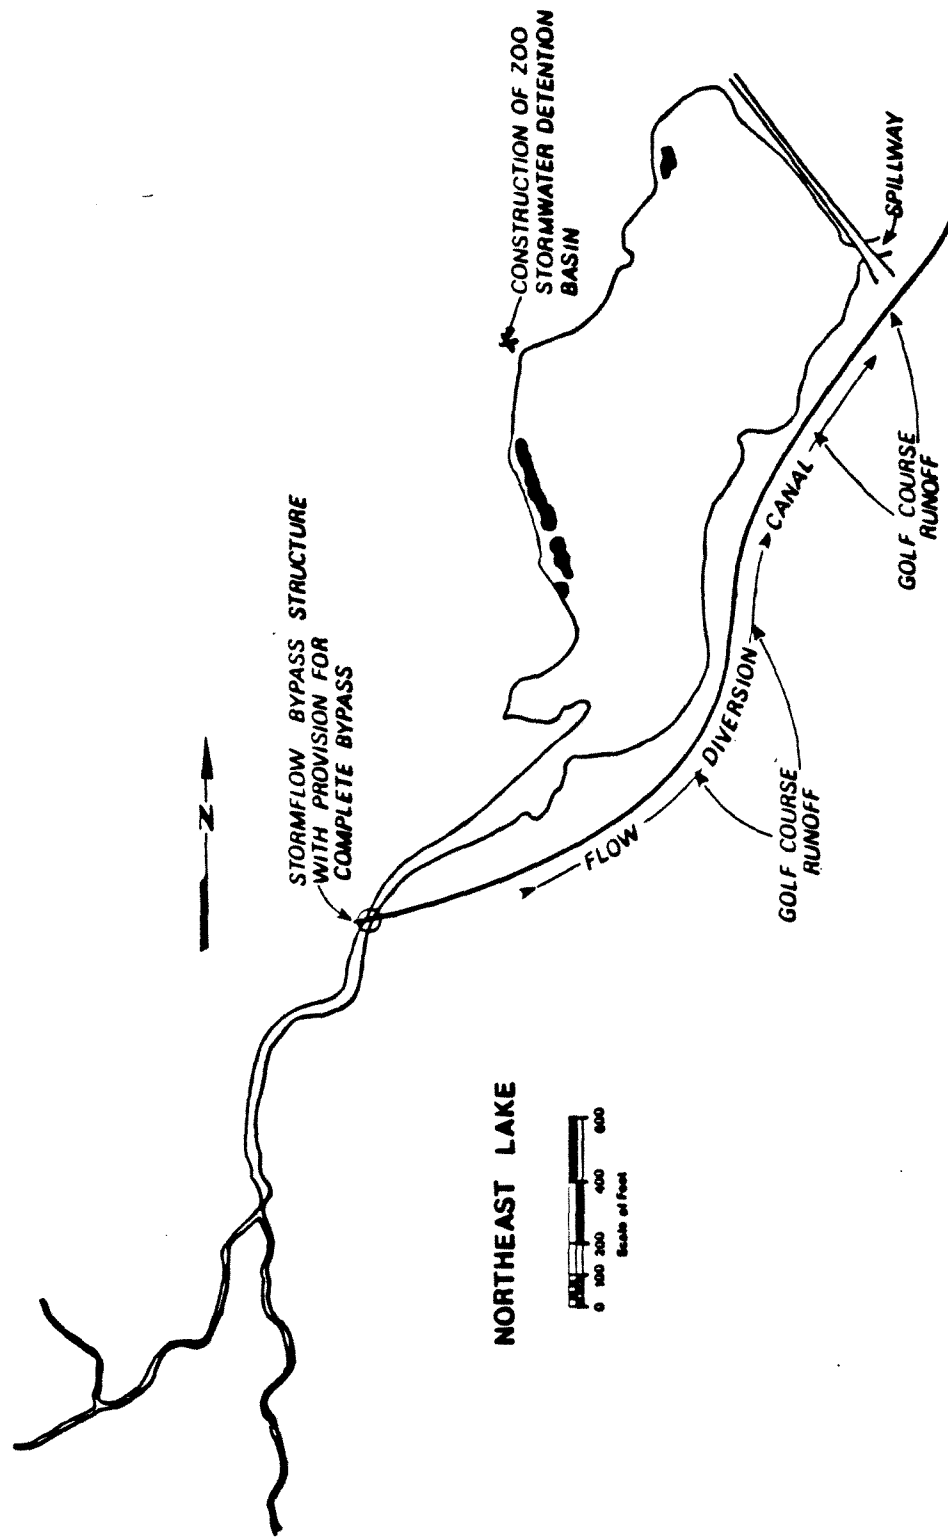 CONSTRUCTION OF ZOO
STORMWATER DETENTION
BASIN
SPILLWAY
STORMFLOW BYPASS STRUCTURE
WITH PROVISION FOR
COMPLETE BYPASS
N
FLOW
DIVERSION
CANAL
GOLF COURSE
RUNOFF
GOLF COURSE
RUNOFF
NORTHEAST LAKE
0 100 200 400 600
Scale of Feet